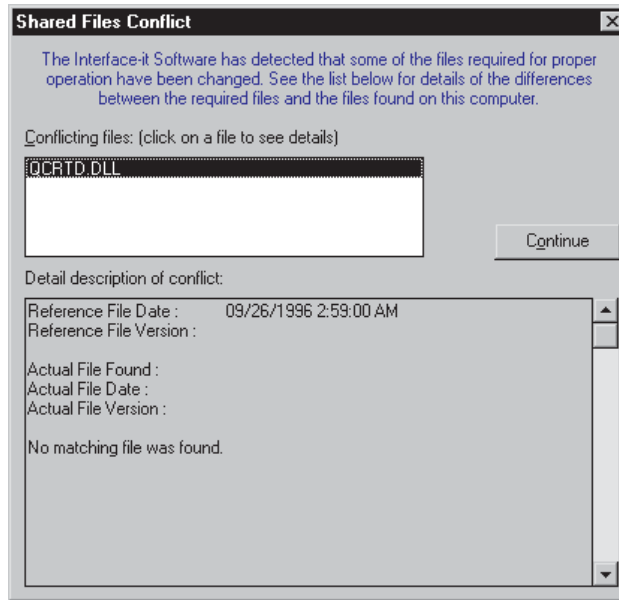 Shared Files Conflict
The Interface-it Software has detected that some of the files required for proper
operation have been changed. See the list below for details of the differences
between the required files and the files found on this computer.
Conflicting files: (click on a file to see details)
QCRTD.DLL
Continue
Detail description of conflict:
Reference File Date : 09/26/1996 2:59:00 AM
Reference File Version :
Actual File Found :
Actual File Date :
Actual File Version :
No matching file was found.